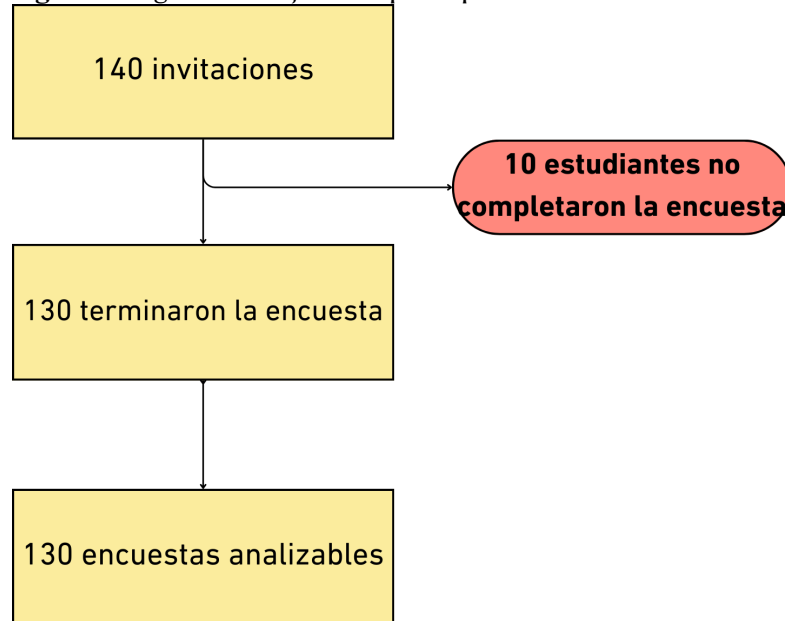 140 invitaciones
10 estudiantes no
completaron la encuesta
130 terminaron la encuesta
130 encuestas analizables